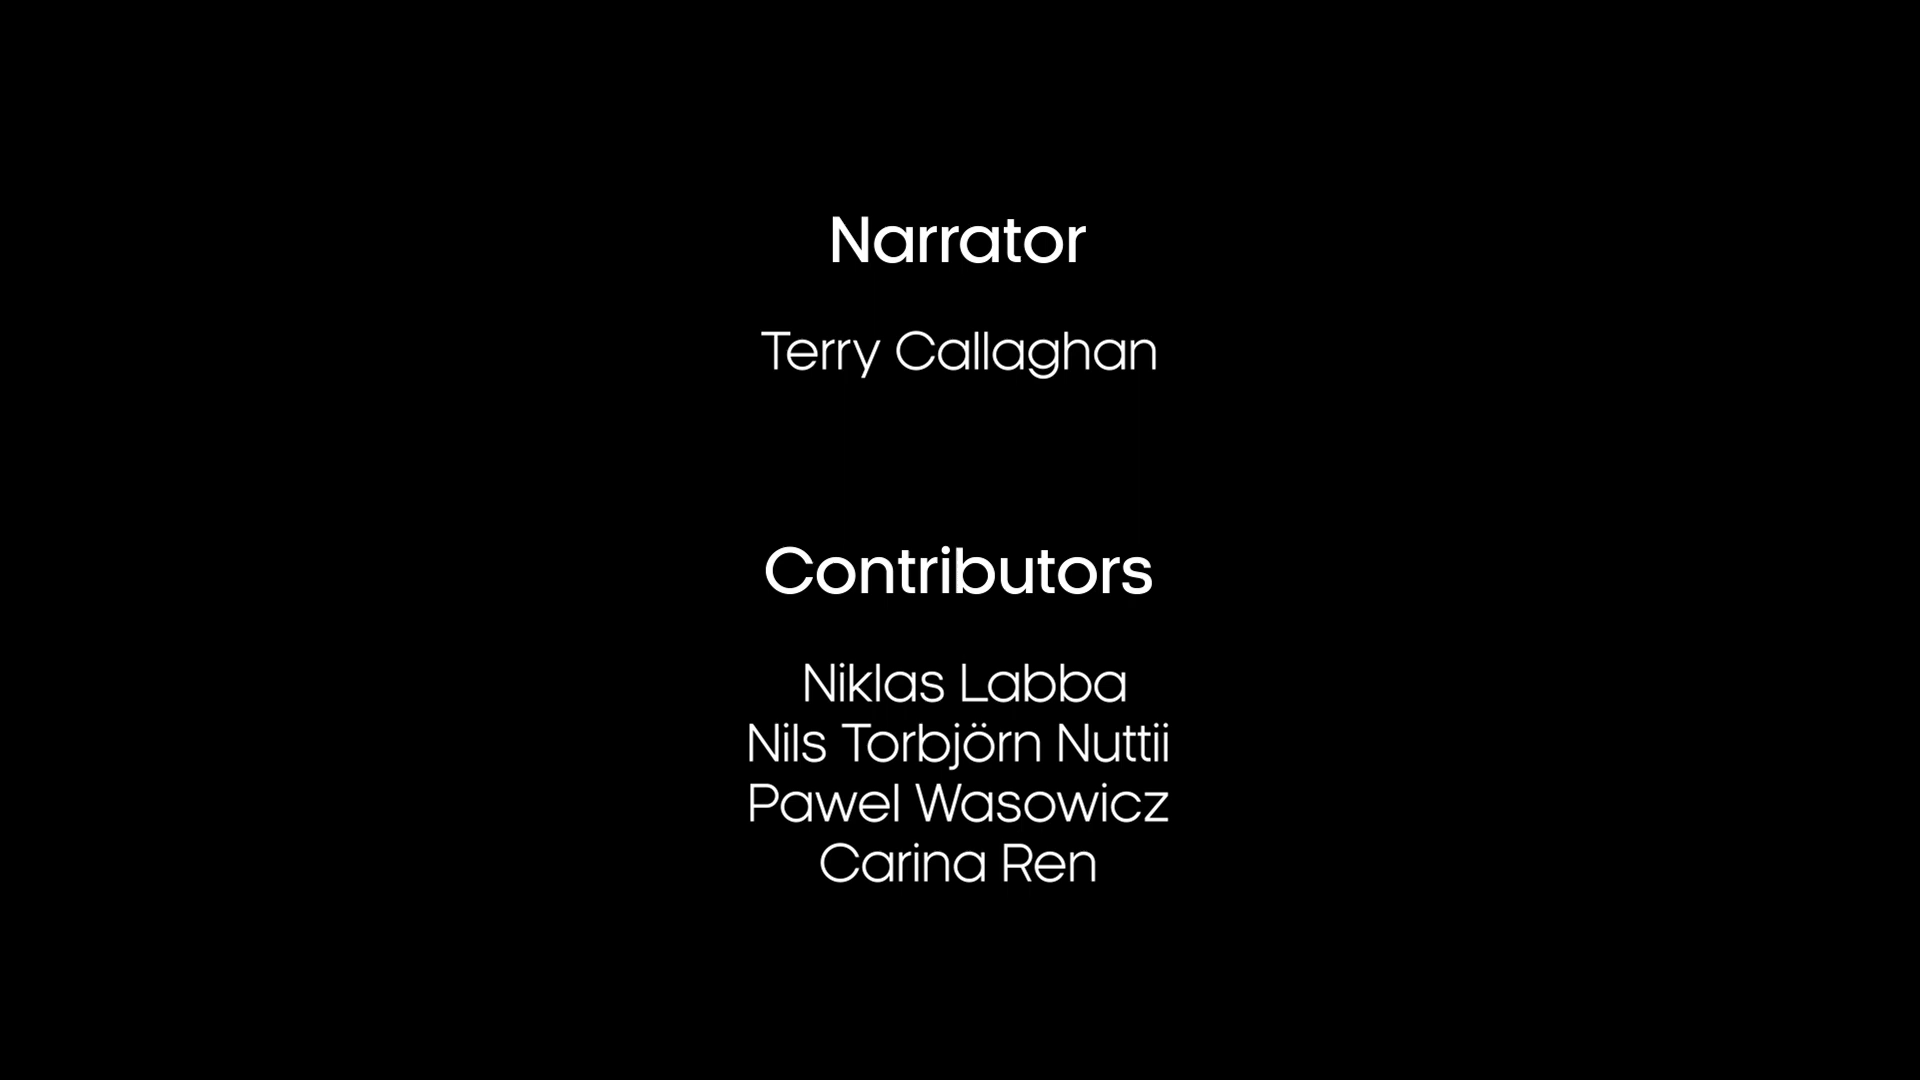 Narrator
Terry Callaghan
Contributors
Niklas Labba
Nils Torbjörn Nuttii
Pawel Wasowicz
Carina Ren